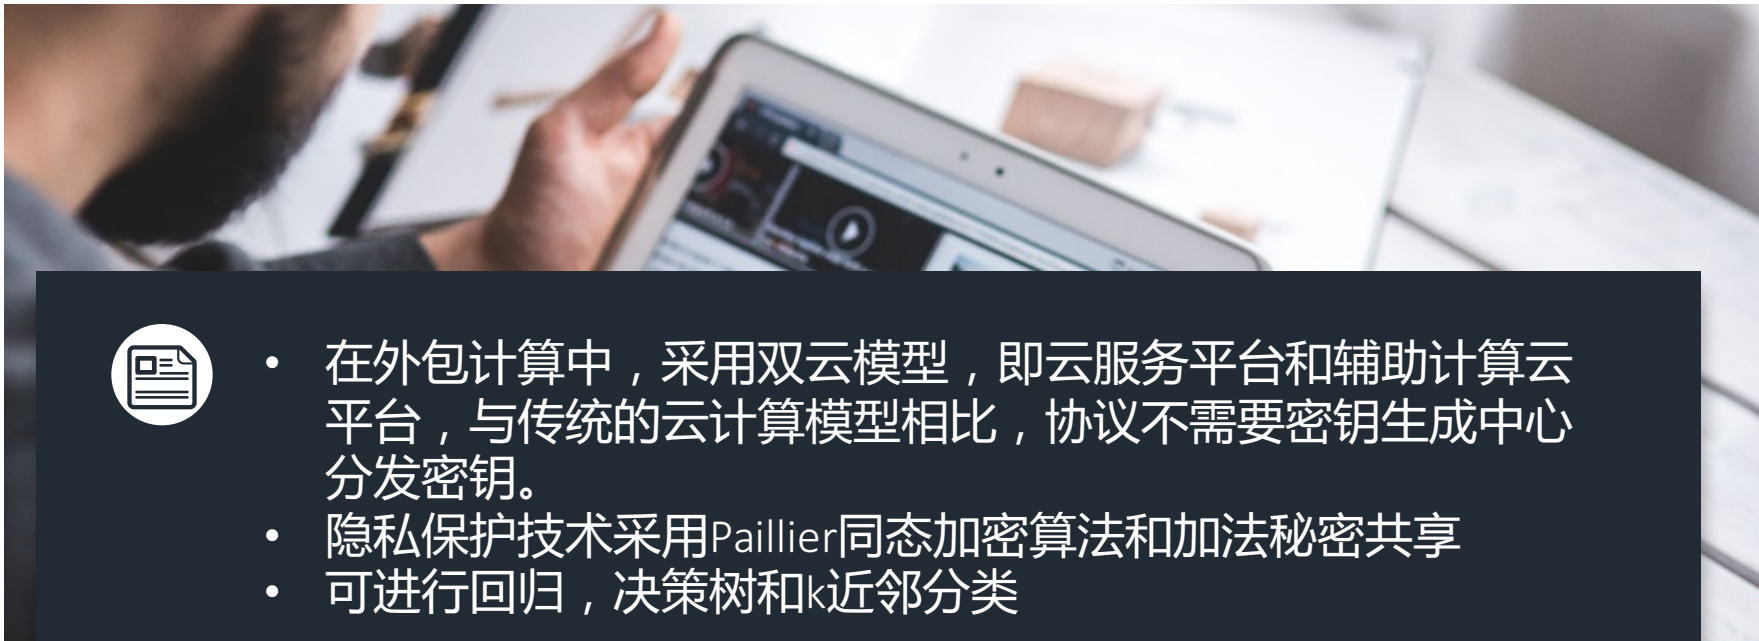 • 在外包计算中，采用双云模型，即云服务平台和辅助计算云
平台，与传统的云计算模型相比，协议不需要密钥生成中心
分发密钥。
• 隐私保护技术采用Paillier同态加密算法和加法秘密共享
• 可进行回归，决策树和k近邻分类